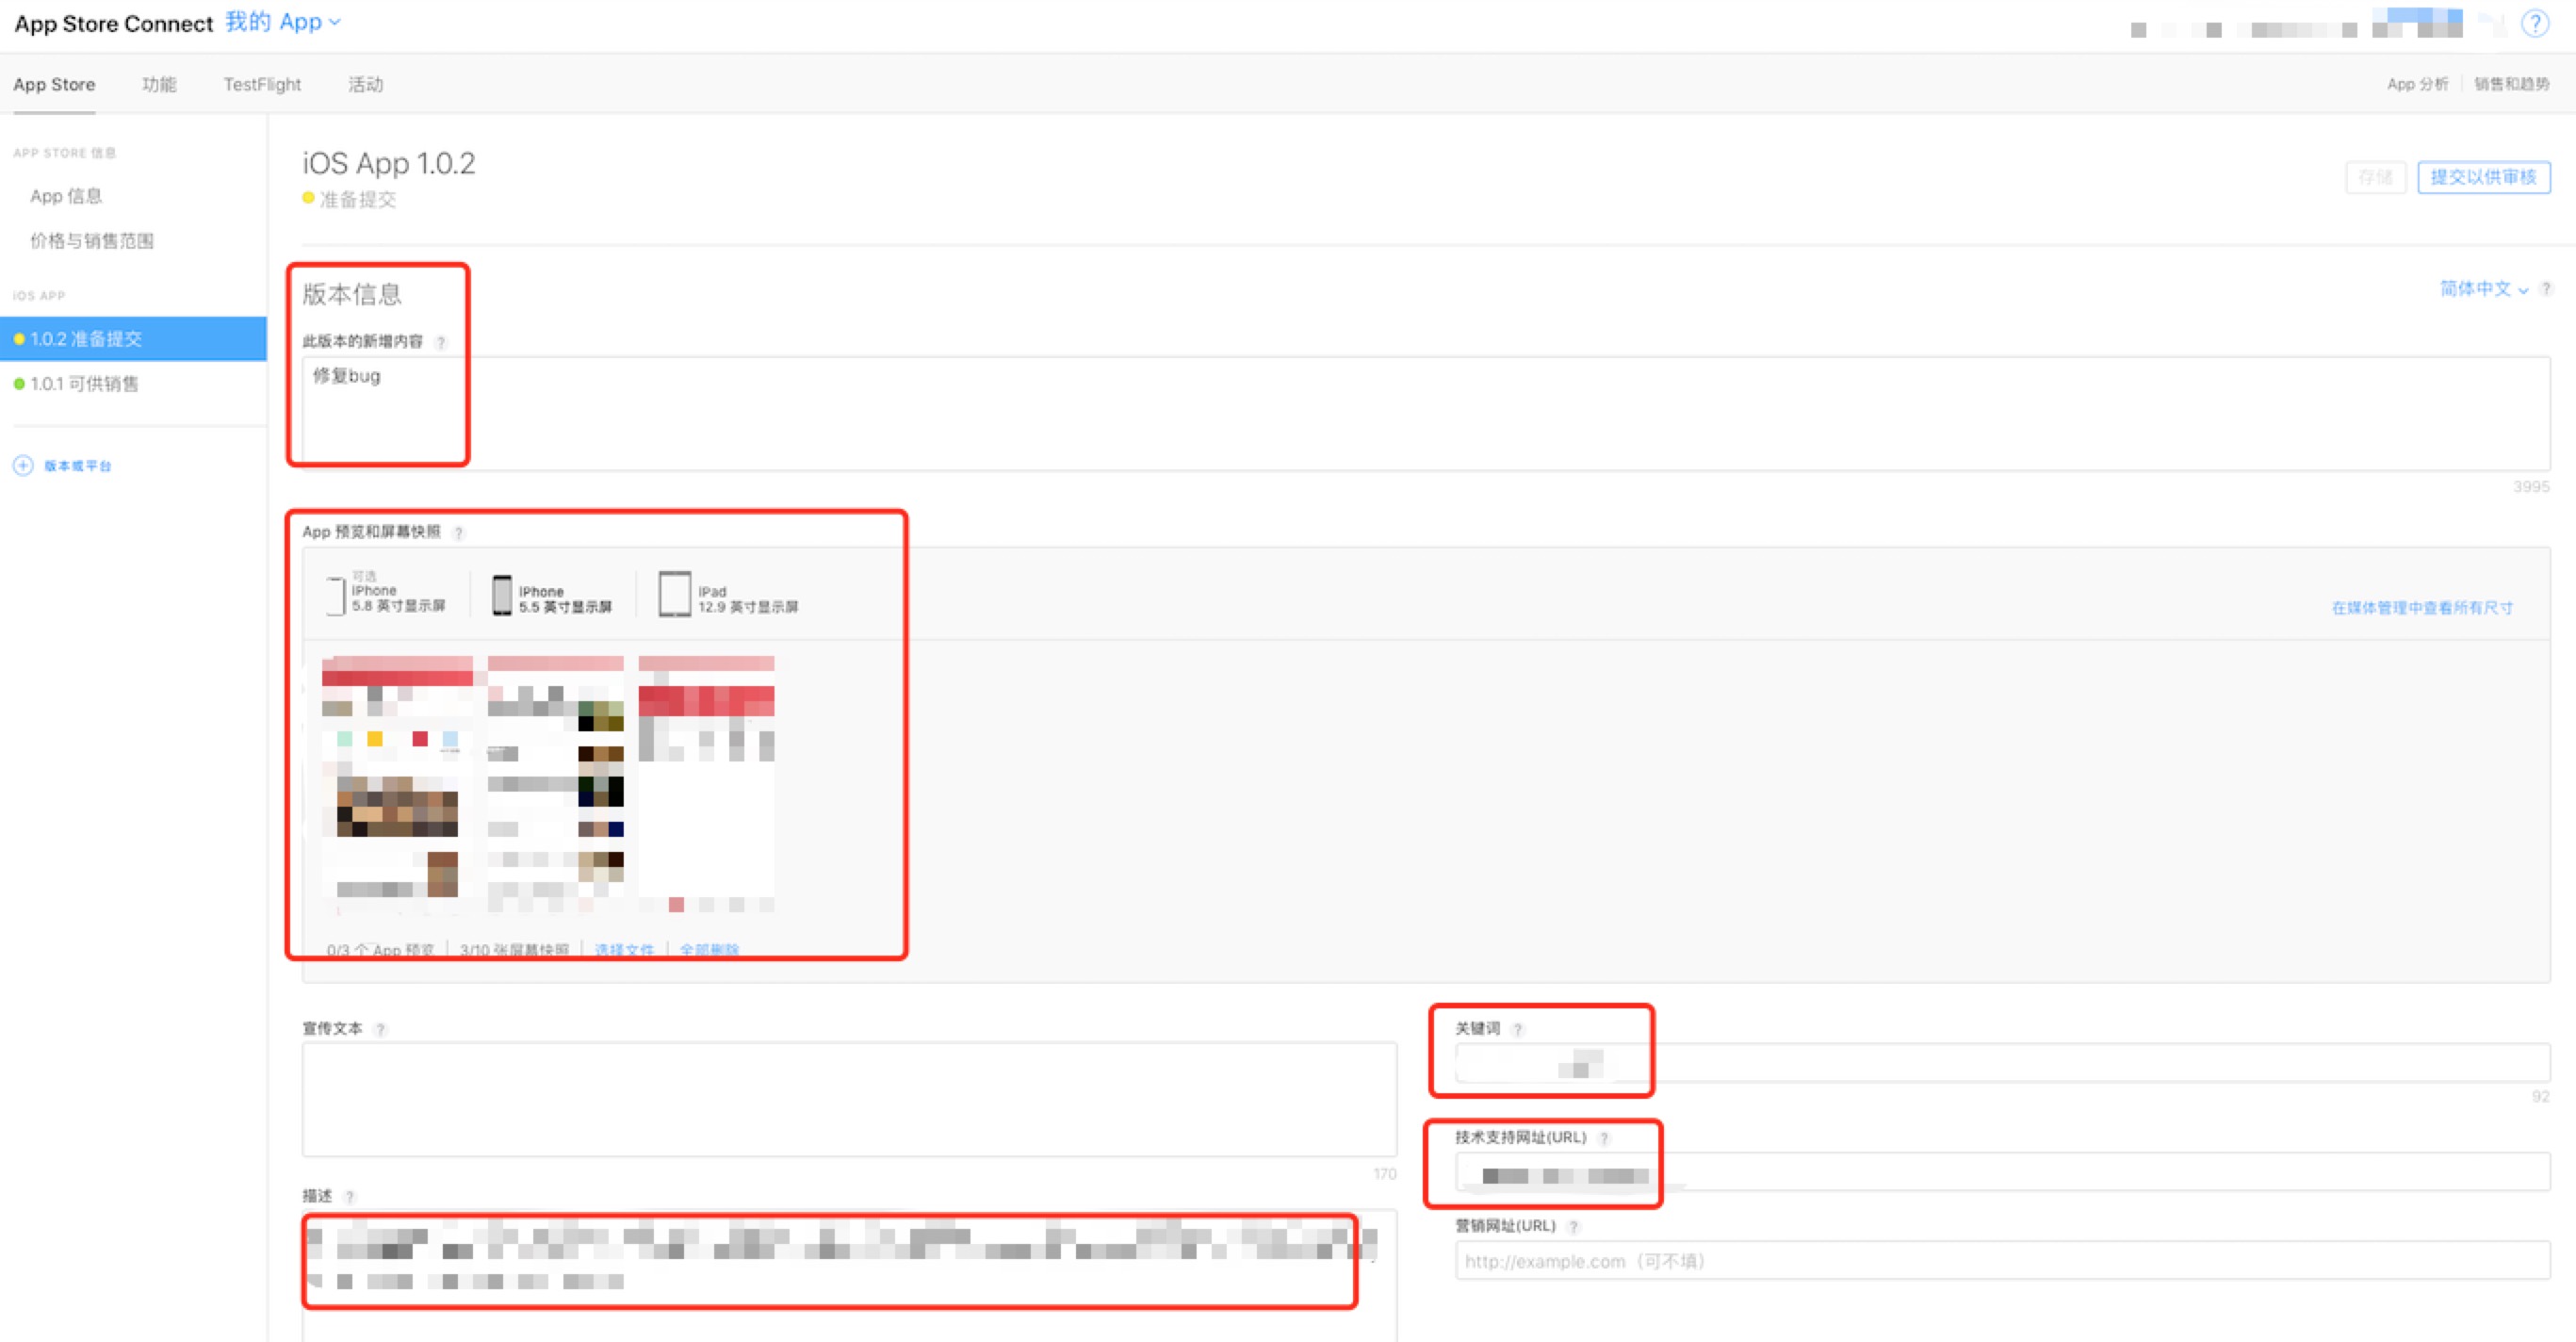 App Store Connect 我的 App
?
App Store 功能 TestFlight 活动 App 分析 销售和趋势
APP STORE 信息
App 信息
价格与销售范围
iOS APP
1.0.2 准备提交
1.0.1 可供销售
版本或平台
iOS App 1.0.2
准备提交
存储 提交以供审核
版本信息
简体中文 ?
此版本的新增内容 ?
修复bug
3995
App 预览和屏幕快照 ?
可选
iPhone
5.8 英寸显示屏
iPhone
5.5 英寸显示屏
iPad
12.9 英寸显示屏
在媒体管理中查看所有尺寸
0/3 个 App 预览 3/10 张屏幕快照 选择文件 全部删除
宣传文本 ?
170
描述 ?
关键词 ?
92
技术支持网址(URL) ?
营销网址(URL) ?
http://example.com（可不填）